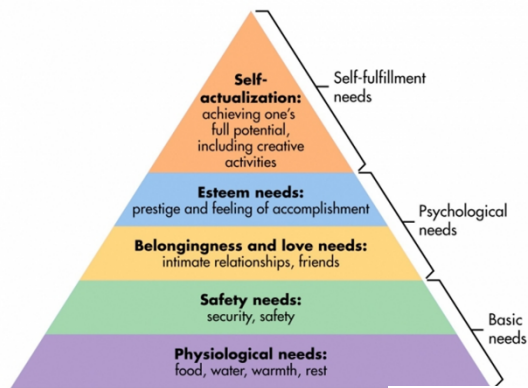 Self-
actualization:
achieving one's
full potential,
including creative
activities
Self-fulfillment
needs
Esteem needs:
prestige and feeling of accomplishment
Psychological
needs
Belongingness and love needs:
intimate relationships, friends
Safety needs:
security, safety
Basic
needs
Physiological needs:
food, water, warmth, rest